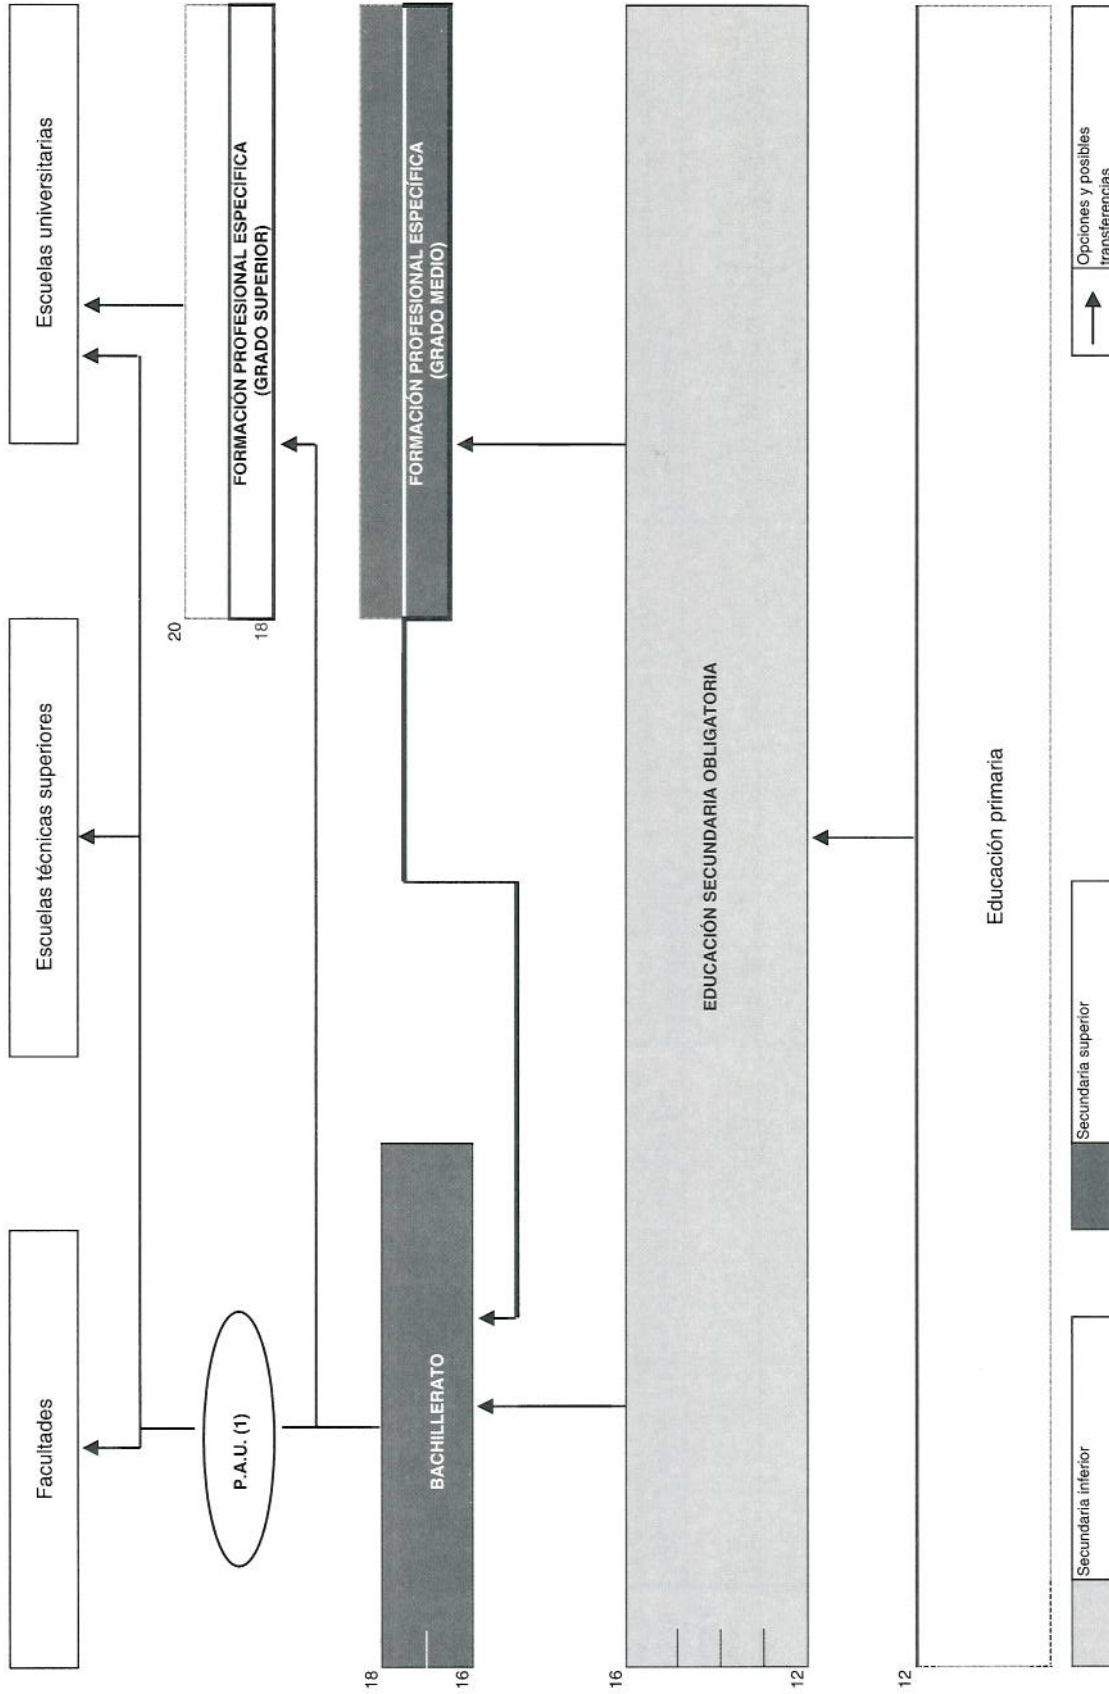 Facultades
Escuelas técnicas superiores
Escuelas universitarias
P.A.U. (1)
20
18
FORMACIÓN PROFESIONAL ESPECÍFICA
(GRADO SUPERIOR)
18
16
BACHILLERATO
FORMACIÓN PROFESIONAL ESPECÍFICA
(GRADO MEDIO)
16
12
EDUCACIÓN SECUNDARIA OBLIGATORIA
12
Educación primaria
Secundaria inferior
Secundaria superior
Opciones y posibles
transferencias